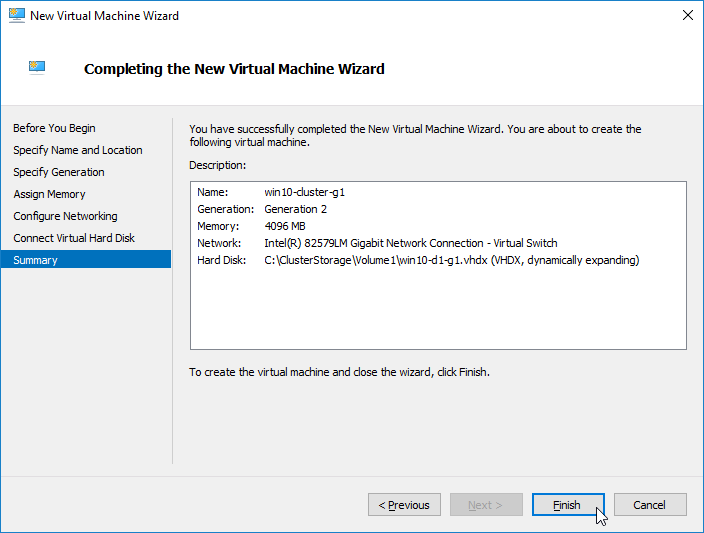 New Virtual Machine Wizard
Completing the New Virtual Machine Wizard
Before You Begin
Specify Name and Location
Specify Generation
Assign Memory
Configure Networking
Connect Virtual Hard Disk
Summary
You have successfully completed the New Virtual Machine Wizard. You are about to create the
following virtual machine.
Description:
Name: win10-cluster-g1
Generation: Generation 2
Memory: 4096 MB
Network: Intel(R) 82579LM Gigabit Network Connection - Virtual Switch
Hard Disk: C:\ClusterStorage\Volume1\win10-d1-g1.vhdx (VHDX, dynamically expanding)
To create the virtual machine and close the wizard, click Finish.
< Previous
Next >
Finish
Cancel